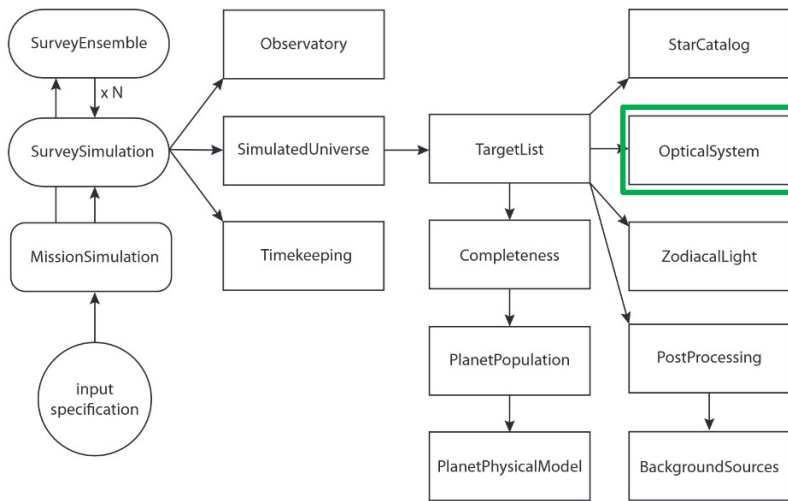 SurveyEnsemble
Observatory
StarCatalog
x N
SurveySimulation
SimulatedUniverse
TargetList
OpticalSystem
MissionSimulation
Timekeeping
Completeness
ZodiacalLight
input
specification
PlanetPopulation
PostProcessing
PlanetPhysicalModel
BackgroundSources